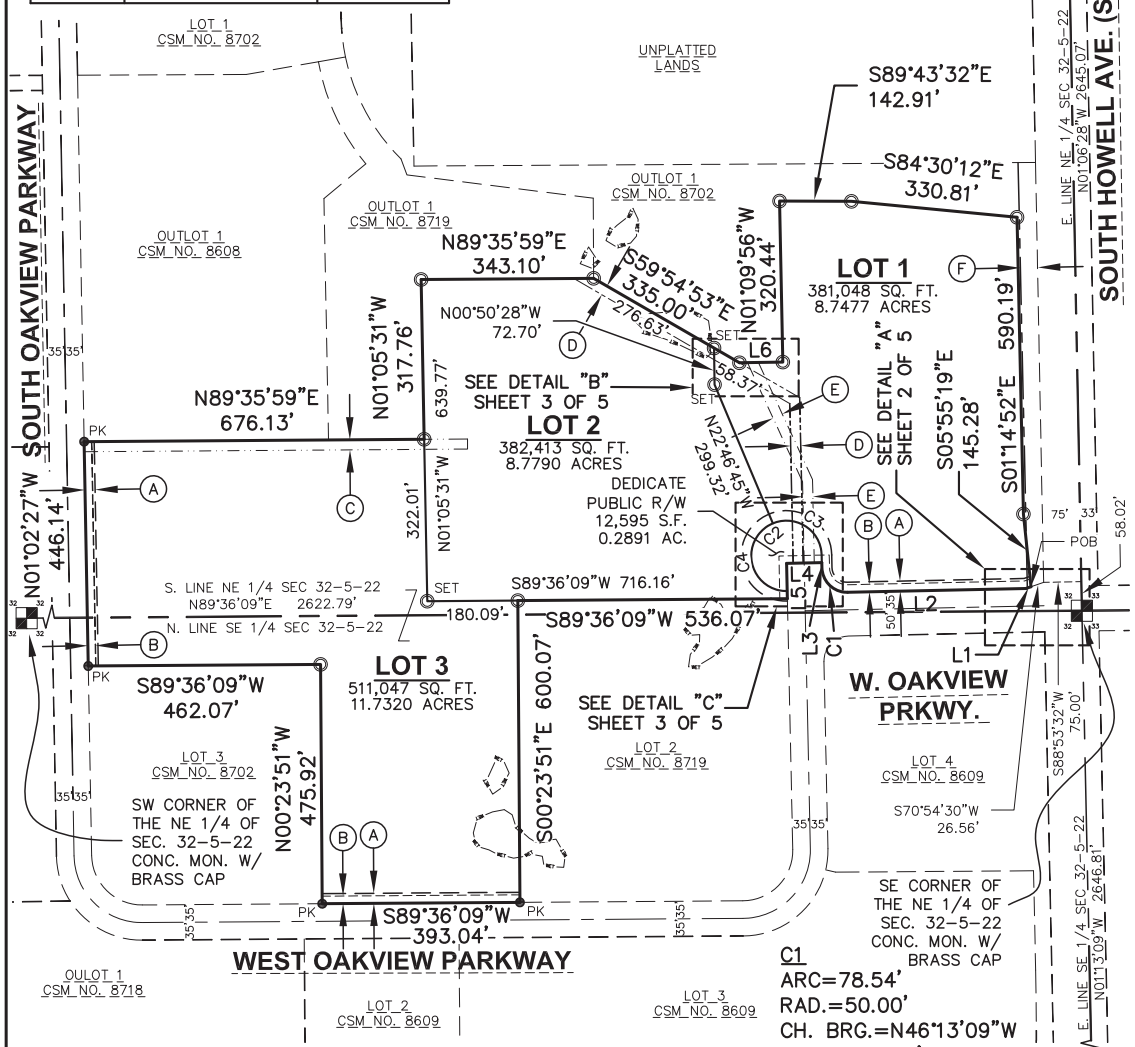 LOT 1
CSM NO. 8702
UNPLATTED
LANDS
S89°43'32"E
142.91'
E. LINE NE 1/4 SEC 32-5-22
N01°06'28"W 2645.07'
SOUTH HOWELL AVE. (S
SOUTH OAKVIEW PARKWAY
OUTLOT 1
CSM NO. 8608
OUTLOT 1
CSM NO. 8719
OUTLOT 1
CSM NO. 8702
S84°30'12"E
330.81'
N89°35'59"E
343.10'
S59°54'53"E
335.00'
276.63'
N01°09'56"W
320.44'
LOT 1
381,048 SQ. FT.
8.7477 ACRES
F
590.19'
S01°14'52"E
N00°50'28"W
72.70'
D
SET
L6
58.37'
SET
E
35'35'
N01°05'31"W
317.76'
639.77'
SEE DETAIL "B"
SHEET 3 OF 5
N89°35'59"E
676.13'
PK
LOT 2
382,413 SQ. FT.
8.7790 ACRES
N22°46'45"W
299.32'
D
SEE DETAIL "A"
SHEET 2 OF 5
S05°55'19"E
145.28'
A
C
DEDICATE
PUBLIC R/W
12,595 S.F.
0.2891 AC.
E
B
A
C3
C2
C4
75'
33'
POB
58.02'
N01°02'27"W
446.14'
322.01'
N01°05'31"W
S. LINE NE 1/4 SEC 32-5-22
N89°36'09"E 2622.79'
N. LINE SE 1/4 SEC 32-5-22
SET
180.09'
S89°36'09"W 716.16'
S89°36'09"W 536.07'
L4
L5
L3
C1
50'
35'
L2
L1
32
32
32
32
32
33
32
33
B
PK
S89°36'09"W
462.07'
LOT 3
511,047 SQ. FT.
11.7320 ACRES
SEE DETAIL "C"
SHEET 3 OF 5
W. OAKVIEW
PRKWY.
S88°53'32"W
75.00'
LOT 3
CSM NO. 8702
LOT 2
CSM NO. 8719
LOT 4
CSM NO. 8609
S70°54'30"W
26.56'
35'35'
SW CORNER OF
THE NE 1/4 OF
SEC. 32-5-22
CONC. MON. W/
BRASS CAP
N00°23'51"W
475.92'
S00°23'51"E 600.07'
35'35'
B
A
PK
PK
S89°36'09"W
393.04'
35'35'
35'35'
WEST OAKVIEW PARKWAY
SE CORNER OF
THE NE 1/4 OF
SEC. 32-5-22
CONC. MON. W/
BRASS CAP
E. LINE SE 1/4 SEC 32-5-22
N01°13'09"W 2646.81'
OULOT 1
CSM NO. 8718
LOT 2
CSM NO. 8609
LOT 3
CSM NO. 8609
C1
ARC=78.54'
RAD.=50.00'
CH. BRG.=N46°13'09"W